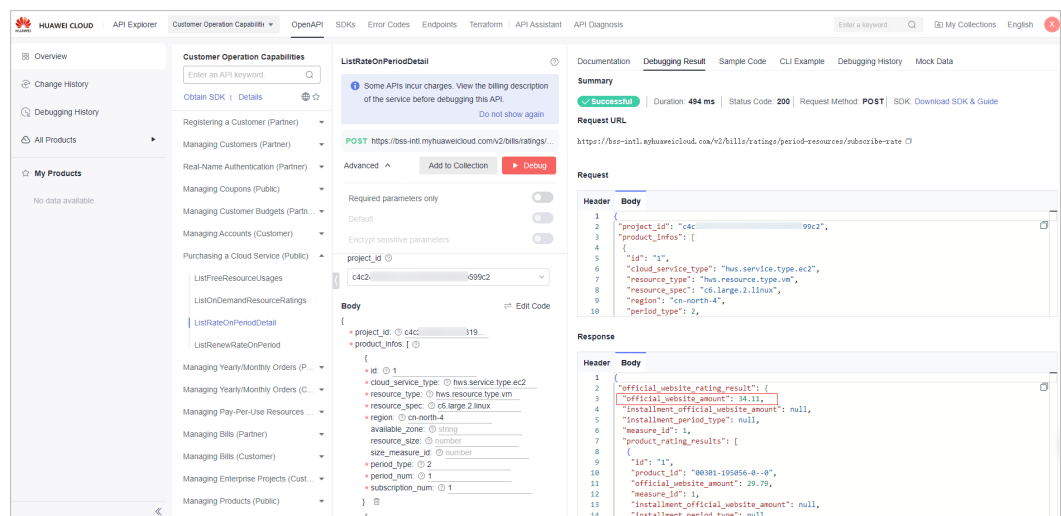 HUAWEI
HUAWEI CLOUD
API Explorer
Customer Operation Capabilitie
OpenAPI
SDKs
Error Codes
Endpoints
Terraform
API Assistant
API Diagnosis
Enter a keyword.
My Collections
English
X
Overview
Change History
Debugging History
All Products
My Products
No data available.
Customer Operation Capabilities
Enter an API keyword.
Obtain SDK | Details
Registering a Customer (Partner)
Managing Customers (Partner)
Real-Name Authentication (Partner)
Managing Coupons (Public)
Managing Customer Budgets (Partn...
Managing Accounts (Customer)
Purchasing a Cloud Service (Public)
ListFreeResourceUsages
ListOnDemandResourceRatings
ListRateOnPeriodDetail
ListRenewRateOnPeriod
Managing Yearly/Monthly Orders (P...
Managing Yearly/Monthly Orders (C...
Managing Pay-Per-Use Resources ...
Managing Bills (Partner)
Managing Bills (Customer)
Managing Enterprise Projects (Cust...
Managing Products (Public)
ListRateOnPeriodDetail
Some APIs incur charges. View the billing description
of the service before debugging this API.
Do not show again
POST https://bss-intl.myhuaweicloud.com/v2/bills/ratings/...
Advanced
Add to Collection
Debug
Required parameters only
Default
Encrypt sensitive parameters
project_id
c4c2 599c2
Body
Edit Code
{
* project_id: c4c2 319...
* product_infos: [
{
* id: 1
* cloud_service_type: hws.service.type.ec2
* resource_type: hws.resource.type.vm
* resource_spec: c6.large.2.linux
* region: cn-north-4
available_zone: string
resource_size: number
size_measure_id: number
* period_type: 2
* period_num: 1
* subscription_num: 1
}
Documentation
Debugging Result
Sample Code
CLI Example
Debugging History
Mock Data
Summary
Successful | Duration: 494 ms | Status Code: 200 | Request Method: POST | SDK: Download SDK & Guide
Request URL
https://bss-intl.myhuaweicloud.com/v2/bills/ratings/period-resources/subscribe-rate
Request
Header Body
1 {
2 "project_id": "c4c 99c2",
3 "product_infos": [
4 {
5 "id": "1",
6 "cloud_service_type": "hws.service.type.ec2",
7 "resource_type": "hws.resource.type.vm",
8 "resource_spec": "c6.large.2.linux",
9 "region": "cn-north-4",
10 "period_type": 2,
Response
Header Body
1 {
2 "official_website_rating_result": {
3 "official_website_amount": 34.11,
4 "installment_official_website_amount": null,
5 "installment_period_type": null,
6 "measure_id": 1,
7 "product_rating_results": [
8 {
9 "id": "1",
10 "product_id": "00301-195056-0--0",
11 "official_website_amount": 29.79,
12 "measure_id": 1,
13 "installment_official_website_amount": null,
14 "installment_period_type": null,